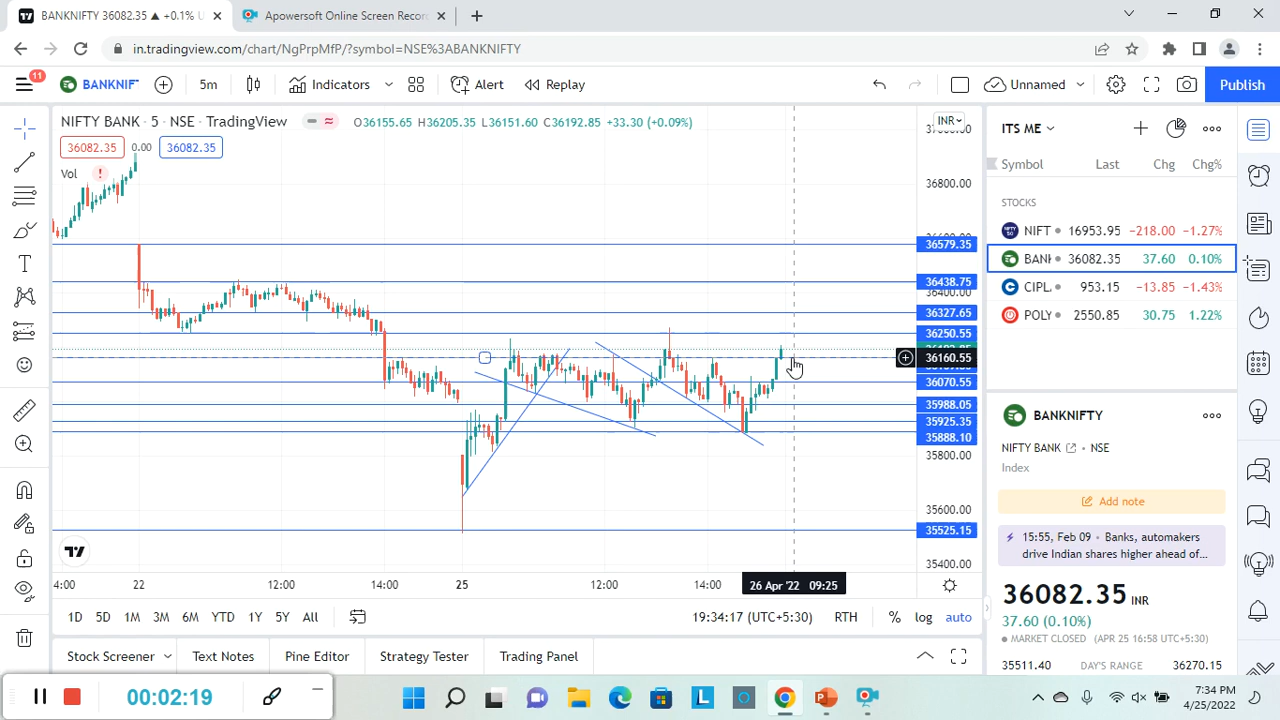 BANKNIFTY 36082.35 ▲ +0.1% U
Apowersoft Online Screen Recor
in.tradingview.com/chart/NgPrpMfP/?symbol=NSE%3ABANKNIFTY
11
BANKNIF
5m
Indicators
Alert
Replay
Unnamed
Publish
NIFTY BANK · 5 · NSE · TradingView
O36155.65 H36205.35 L36151.60 C36192.85 +33.30 (+0.09%)
INR
36082.35
0.00
36082.35
Vol
36800.00
36579.35
36438.75
36400.00
36327.65
36250.55
36160.55
36070.55
35988.05
35925.35
35888.10
35800.00
35600.00
35525.15
35400.00
4:00
22
12:00
14:00
25
12:00
14:00
26 Apr '22 09:25
1D
5D
1M
3M
6M
YTD
1Y
5Y
All
19:34:17 (UTC+5:30)
RTH
%
log
auto
Stock Screener
Text Notes
Pine Editor
Strategy Tester
Trading Panel
ITS ME
Symbol
Last
Chg
Chg%
STOCKS
NIFT 16953.95 −218.00 −1.27%
BANI 36082.35 37.60 0.10%
CIPL 953.15 −13.85 −1.43%
POLY 2550.85 30.75 1.22%
BANKNIFTY
NIFTY BANK · NSE
Index
Add note
15:55, Feb 09 • Banks, automakers
drive Indian shares higher ahead of...
36082.35 INR
37.60 (0.10%)
MARKET CLOSED (APR 25 16:58 UTC+5:30)
35511.40
DAY'S RANGE
36270.15
00:02:19
7:34 PM
4/25/2022